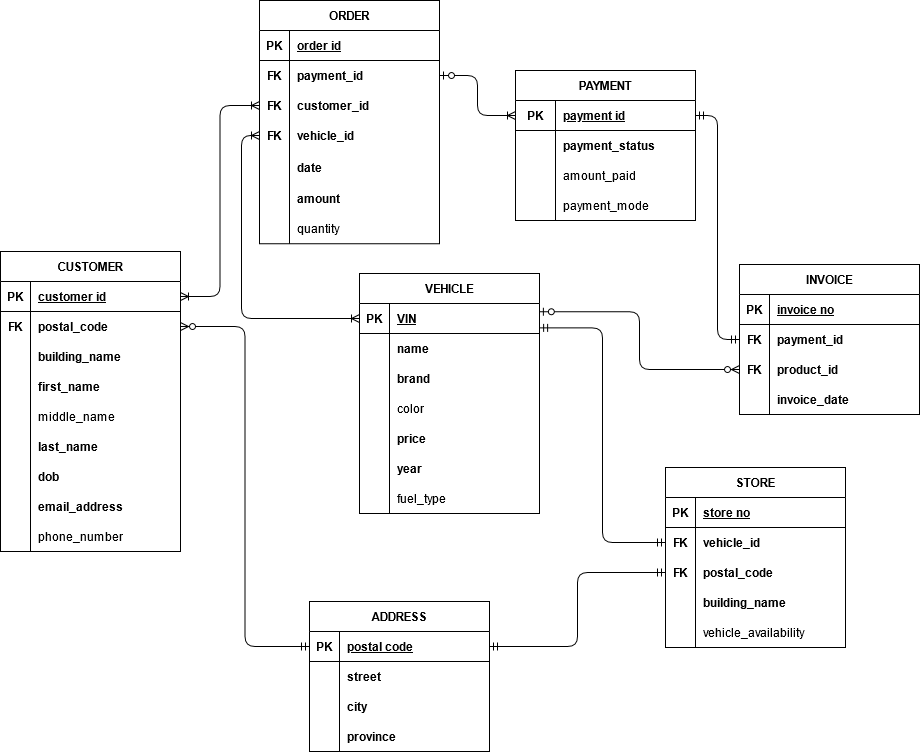 ORDER
PK order id
FK payment_id
FK customer_id
FK vehicle_id
date
amount
quantity
PAYMENT
PK payment id
payment_status
amount_paid
payment_mode
CUSTOMER
PK customer id
FK postal_code
building_name
first_name
middle_name
last_name
dob
email_address
phone_number
VEHICLE
PK VIN
name
brand
color
price
year
fuel_type
INVOICE
PK invoice no
FK payment_id
FK product_id
invoice_date
STORE
PK store no
FK vehicle_id
FK postal_code
building_name
vehicle_availability
ADDRESS
PK postal code
street
city
province